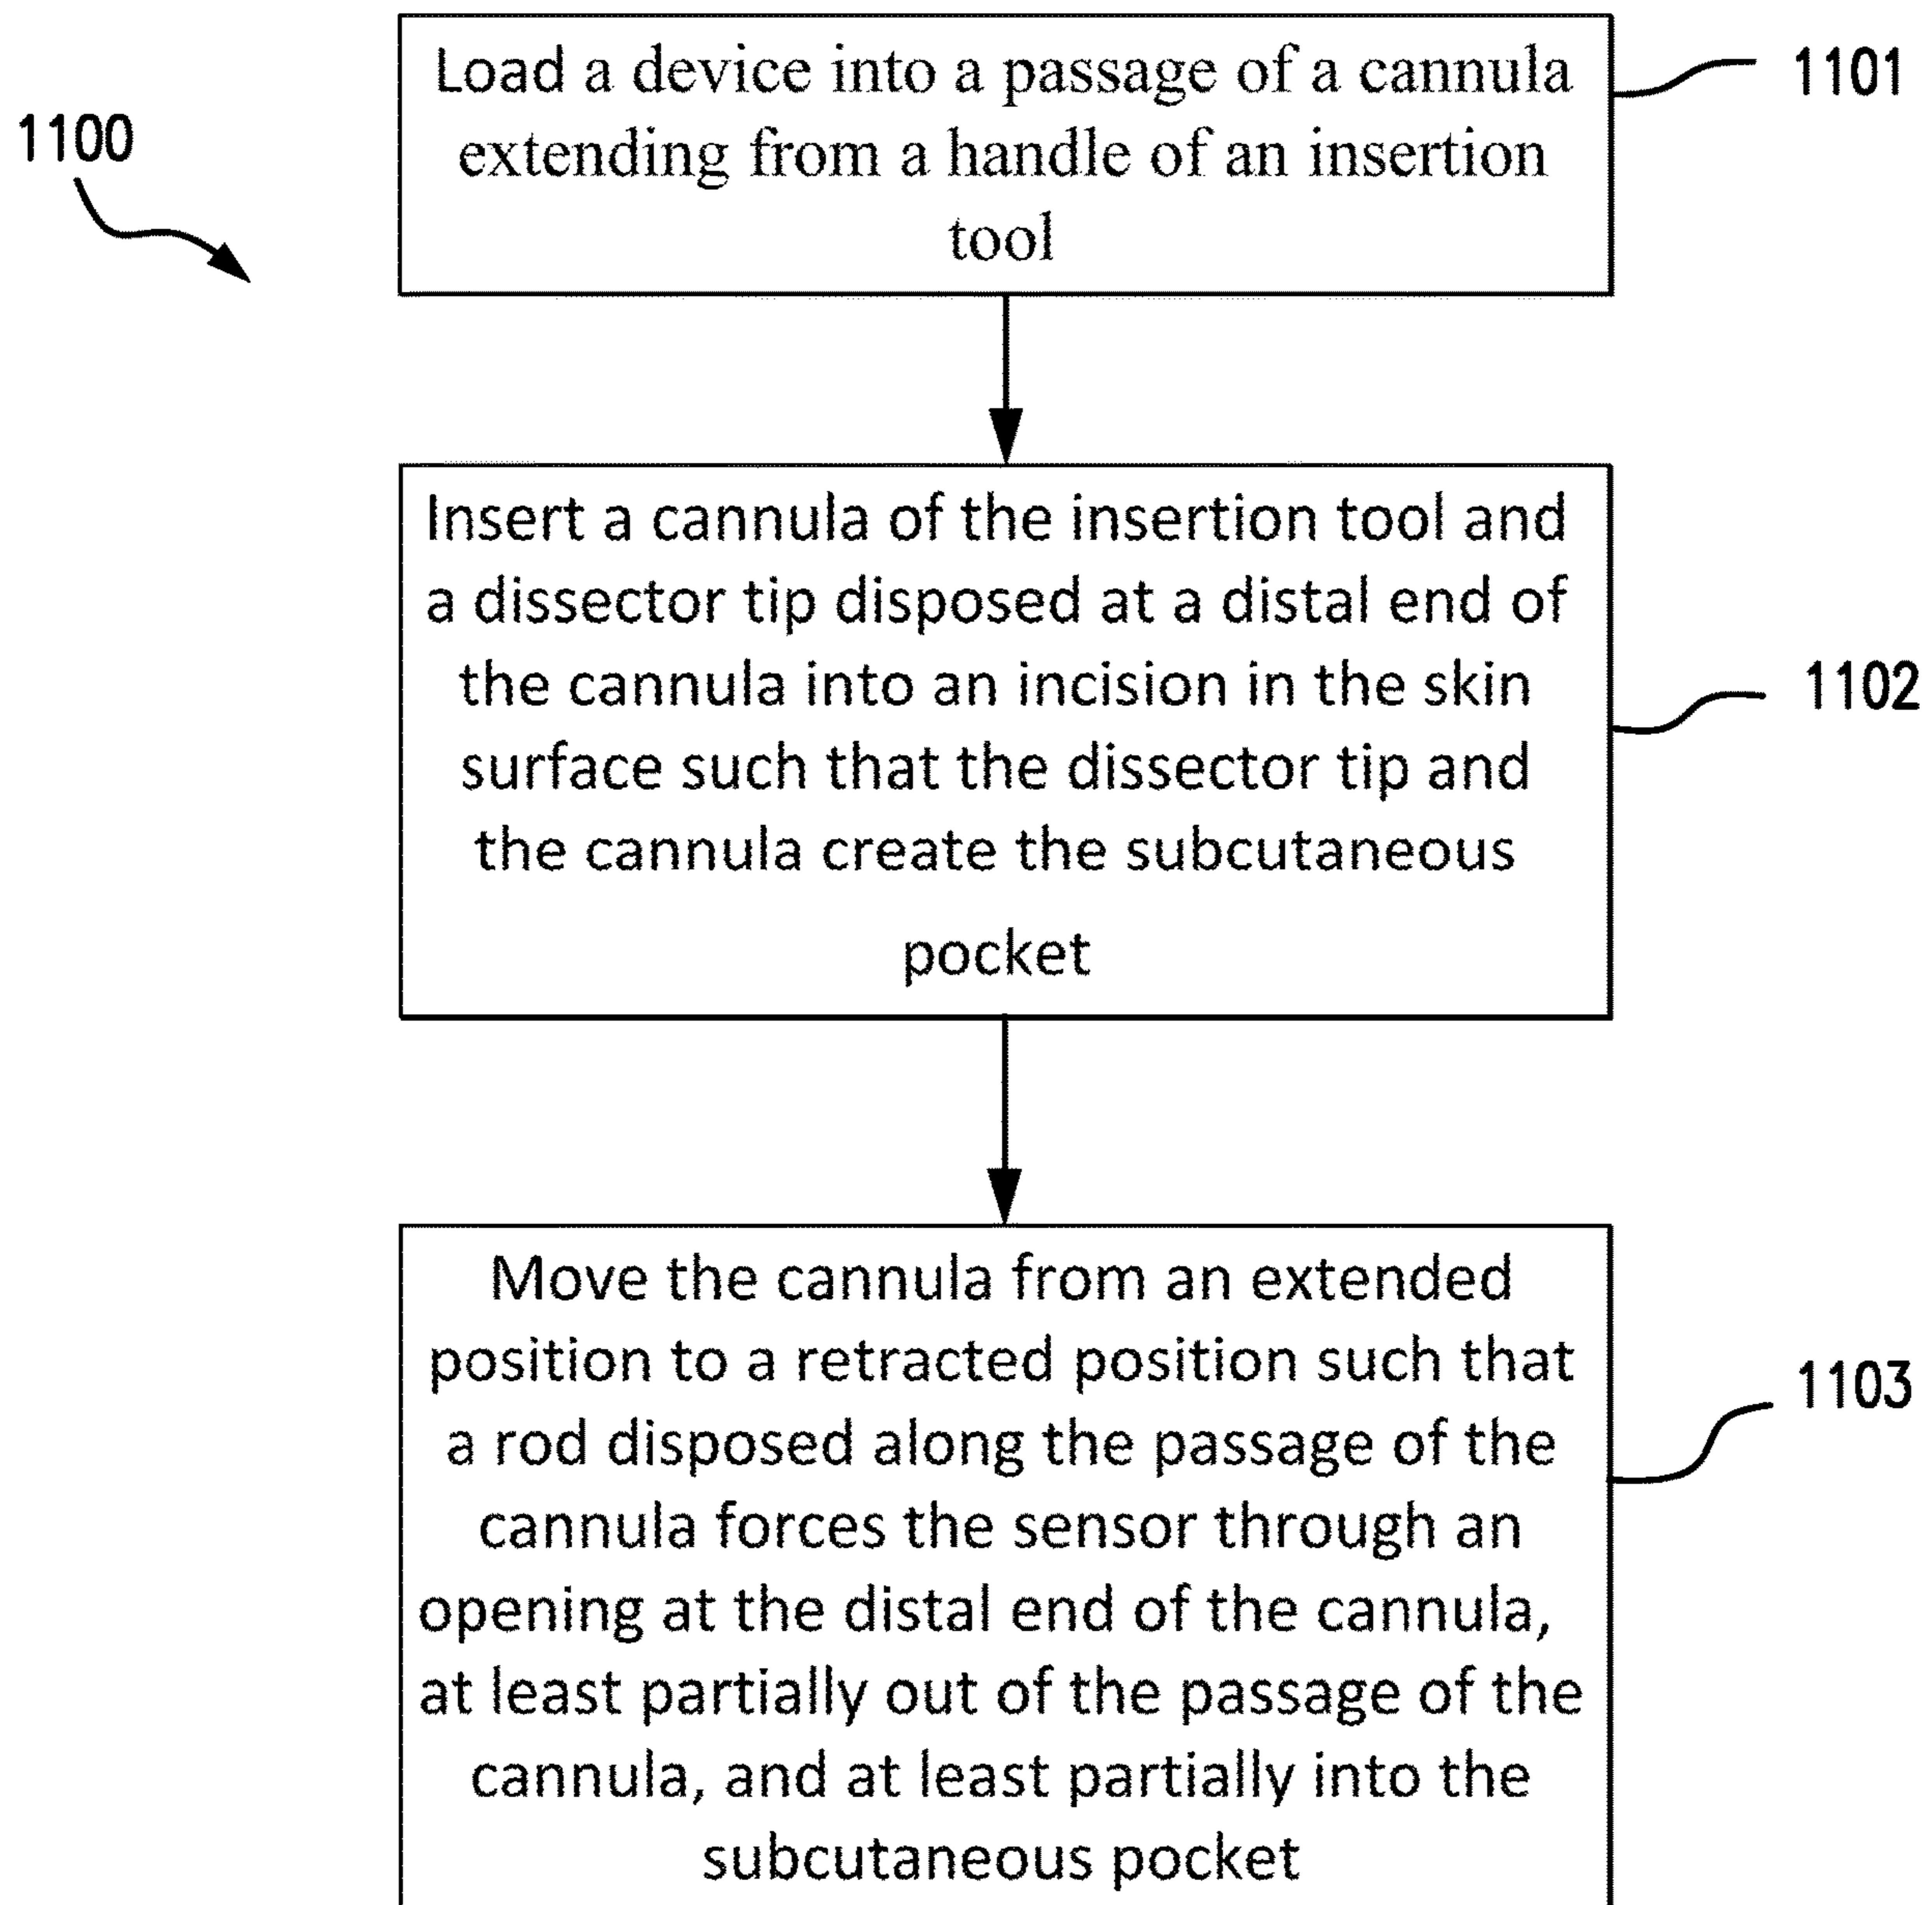 1100
Load a device into a passage of a cannula
extending from a handle of an insertion
tool
1101
Insert a cannula of the insertion tool and
a dissector tip disposed at a distal end of
the cannula into an incision in the skin
surface such that the dissector tip and
the cannula create the subcutaneous
pocket
1102
Move the cannula from an extended
position to a retracted position such that
a rod disposed along the passage of the
cannula forces the sensor through an
opening at the distal end of the cannula,
at least partially out of the passage of the
cannula, and at least partially into the
subcutaneous pocket
1103